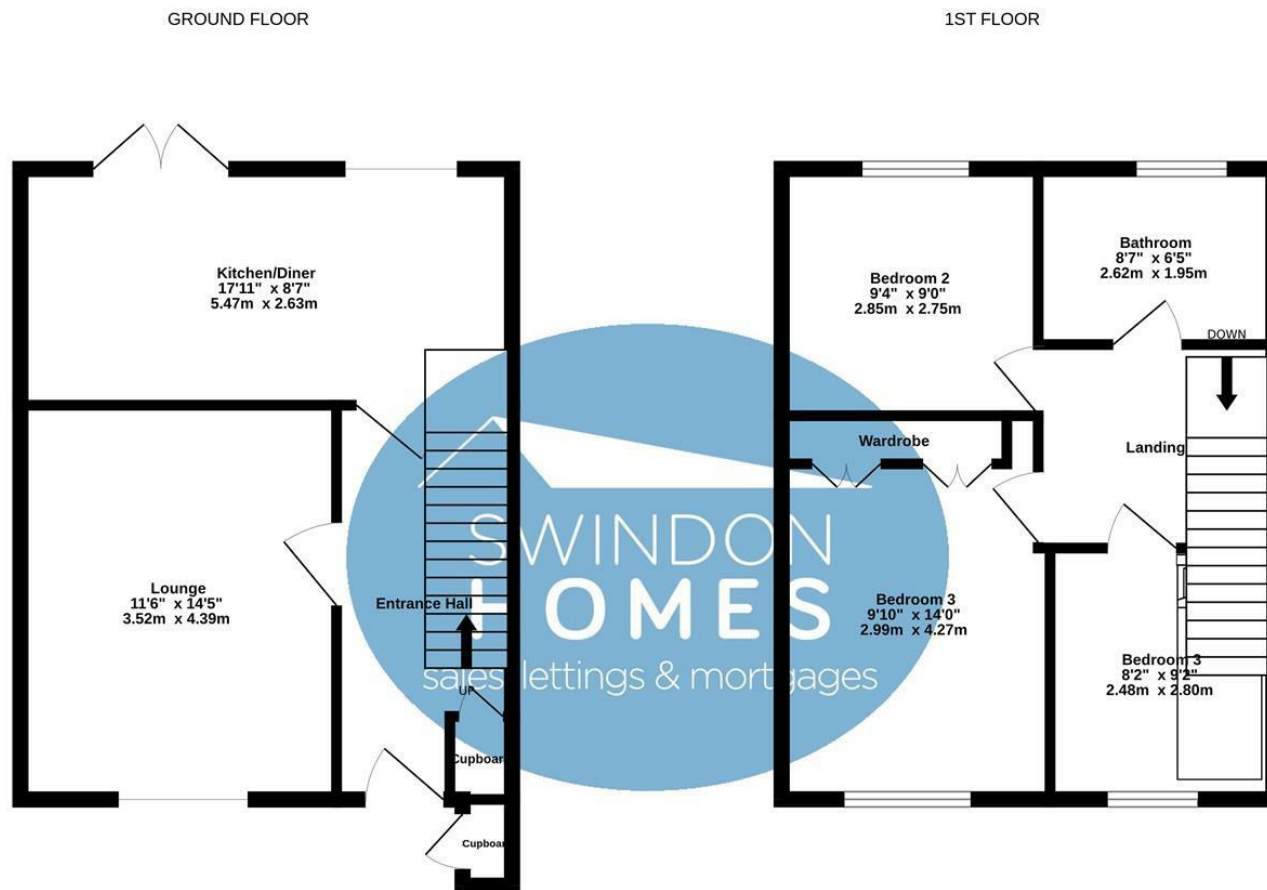 GROUND FLOOR
1ST FLOOR
Kitchen/Diner
17'11" x 8'7"
5.47m x 2.63m
Lounge
11'6" x 14'5"
3.52m x 4.39m
Entrance Hall
UP
Cupboar
Cupboar
Bedroom 2
9'4" x 9'0"
2.85m x 2.75m
Bathroom
8'7" x 6'5"
2.62m x 1.95m
DOWN
Wardrobe
Landing
Bedroom 3
9'10" x 14'0"
2.99m x 4.27m
Bedroom 3
8'2" x 9'2"
2.48m x 2.80m
SWINDON
HOMES
sales, lettings & mortgages